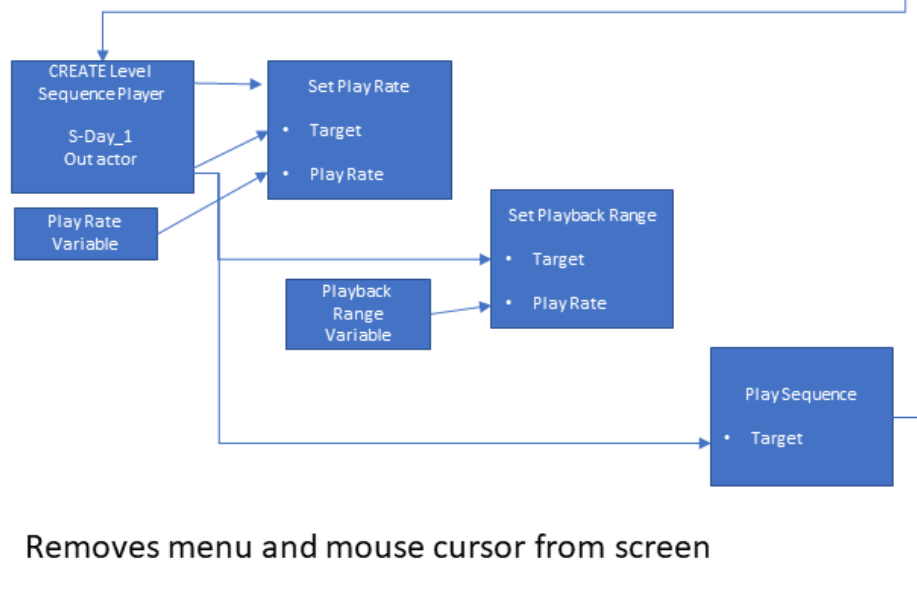 CREATE Level
Sequence Player
S-Day_1
Out actor
Set Play Rate
• Target
• Play Rate
Play Rate
Variable
Set Playback Range
• Target
• Play Rate
Playback
Range
Variable
Play Sequence
• Target
Removes menu and mouse cursor from screen